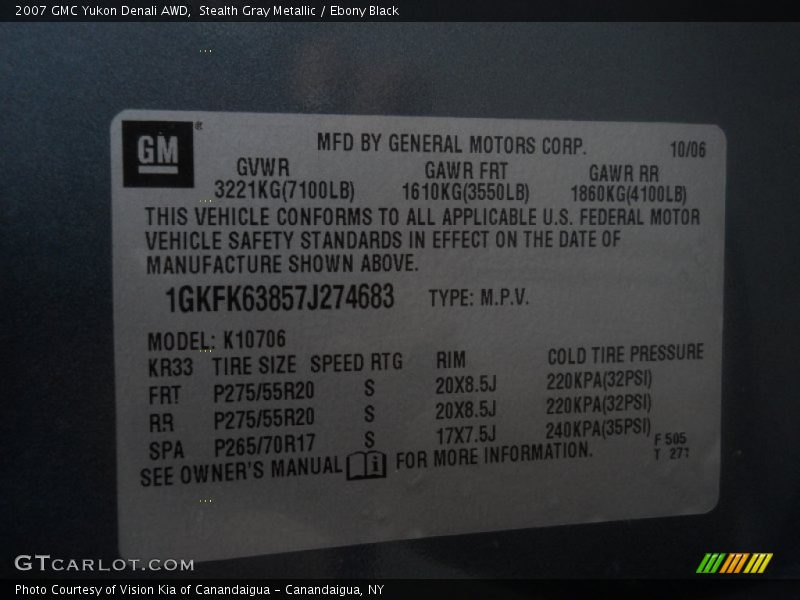 2007 GMC Yukon Denali AWD,  Stealth Gray Metallic / Ebony Black
GM ®
MFD BY GENERAL MOTORS CORP. 10/06
GVWR GAWR FRT GAWR RR
3221KG(7100LB) 1610KG(3550LB) 1860KG(4100LB)
THIS VEHICLE CONFORMS TO ALL APPLICABLE U.S. FEDERAL MOTOR
VEHICLE SAFETY STANDARDS IN EFFECT ON THE DATE OF
MANUFACTURE SHOWN ABOVE.
1GKFK63857J274683 TYPE: M.P.V.
MODEL: K10706
KR33 TIRE SIZE SPEED RTG RIM COLD TIRE PRESSURE
FRT P275/55R20 S 20X8.5J 220KPA(32PSI)
RR P275/55R20 S 20X8.5J 220KPA(32PSI)
SPA P265/70R17 S 17X7.5J 240KPA(35PSI)
F 505
SEE OWNER'S MANUAL i FOR MORE INFORMATION.
T
GTCARLOT.COM
Photo Courtesy of Vision Kia of Canandaigua - Canandaigua, NY